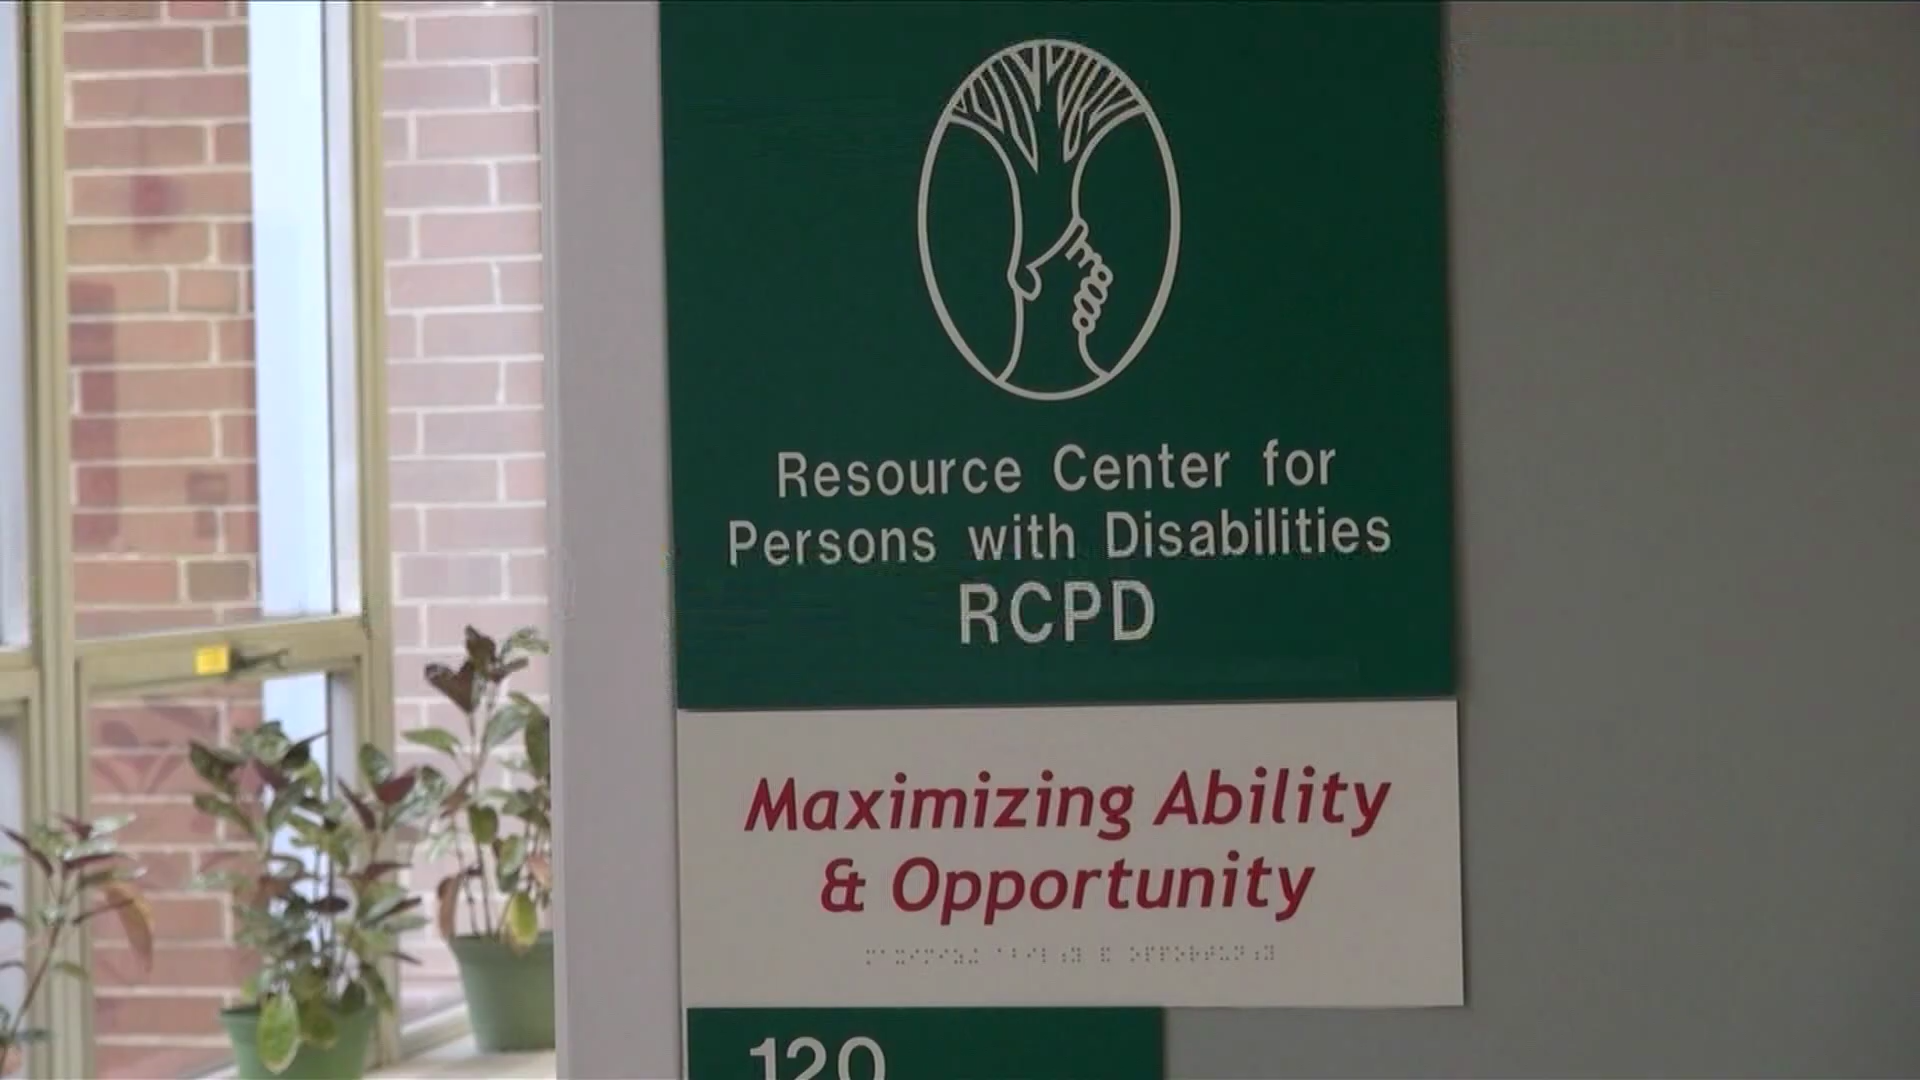 Resource Center for
Persons with Disabilities
RCPD
Maximizing Ability
& Opportunity
120